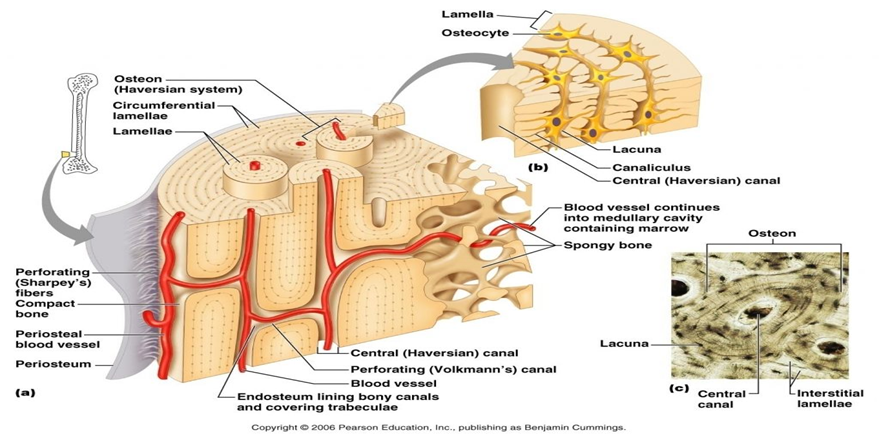 Lamella
Osteocyte
Lacuna
Canaliculus
Central (Haversian) canal
(b)
Osteon
(Haversian system)
Circumferential
lamellae
Lamellae
Perforating
(Sharpey's)
fibers
Compact
bone
Periosteal
blood vessel
Periosteum
(a)
Blood vessel continues
into medullary cavity
containing marrow
Spongy bone
Central (Haversian) canal
Perforating (Volkmann's) canal
Blood vessel
Endosteum lining bony canals
and covering trabeculae
Osteon
Lacuna
(c)
Central
canal
Interstitial
lamellae
Copyright © 2006 Pearson Education, Inc., publishing as Benjamin Cummings.